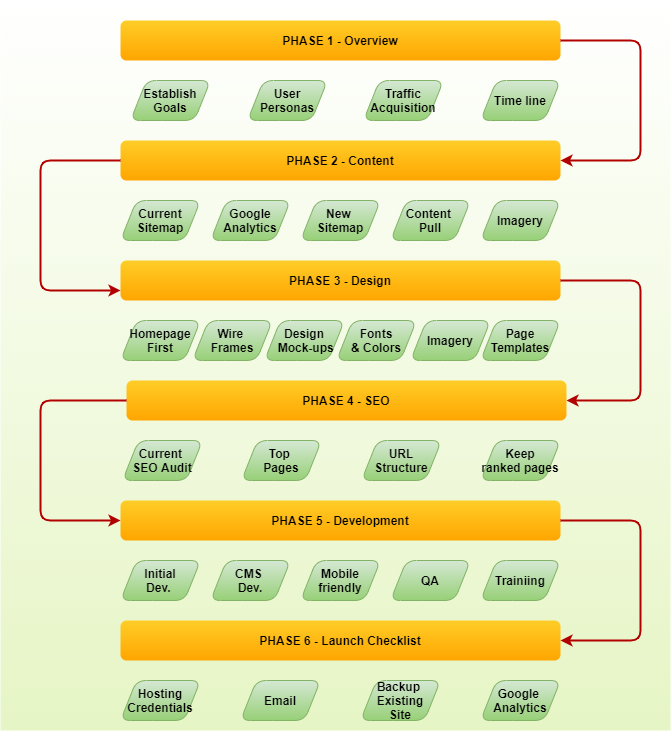 PHASE 1 - Overview
Establish
Goals
User
Personas
Traffic
Acquisition
Time line
PHASE 2 - Content
Current
Sitemap
Google
Analytics
New
Sitemap
Content
Pull
Imagery
PHASE 3 - Design
Homepage
First
Wire
Frames
Design
Mock-ups
Fonts
& Colors
Imagery
Page
Templates
PHASE 4 - SEO
Current
SEO Audit
Top
Pages
URL
Structure
Keep
ranked pages
PHASE 5 - Development
Initial
Dev.
CMS
Dev.
Mobile
friendly
QA
Trainiing
PHASE 6 - Launch Checklist
Hosting
Credentials
Email
Backup
Existing
Site
Google
Analytics